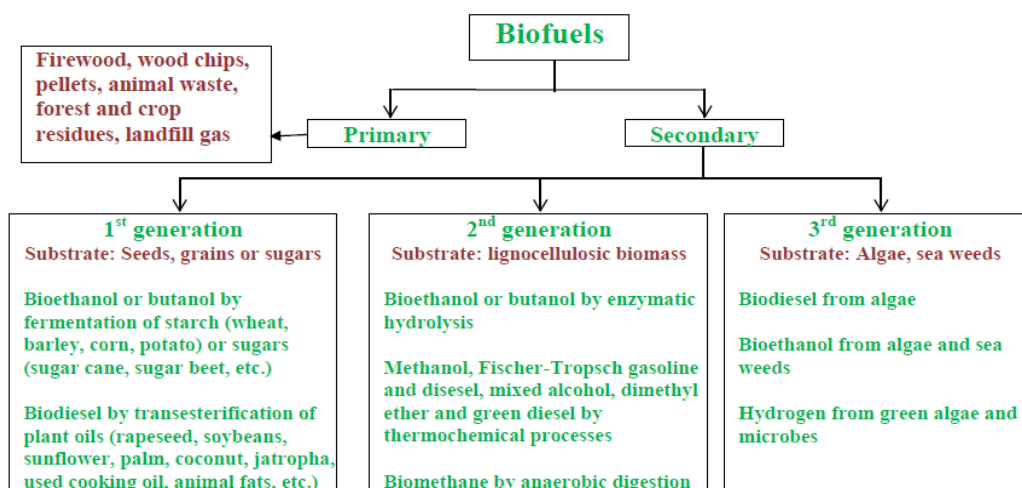 Biofuels
Firewood, wood chips,
pellets, animal waste,
forest and crop
residues, landfill gas
Primary
Secondary
1st generation
Substrate: Seeds, grains or sugars
Bioethanol or butanol by
fermentation of starch (wheat,
barley, corn, potato) or sugars
(sugar cane, sugar beet, etc.)
Biodiesel by transesterification of
plant oils (rapeseed, soybeans,
sunflower, palm, coconut, jatropha,
used cooking oil, animal fats, etc.)
2nd generation
Substrate: lignocellulosic biomass
Bioethanol or butanol by enzymatic
hydrolysis
Methanol, Fischer-Tropsch gasoline
and disesel, mixed alcohol, dimethyl
ether and green diesel by
thermochemical processes
Biomethane by anaerobic digestion
3rd generation
Substrate: Algae, sea weeds
Biodiesel from algae
Bioethanol from algae and sea
weeds
Hydrogen from green algae and
microbes